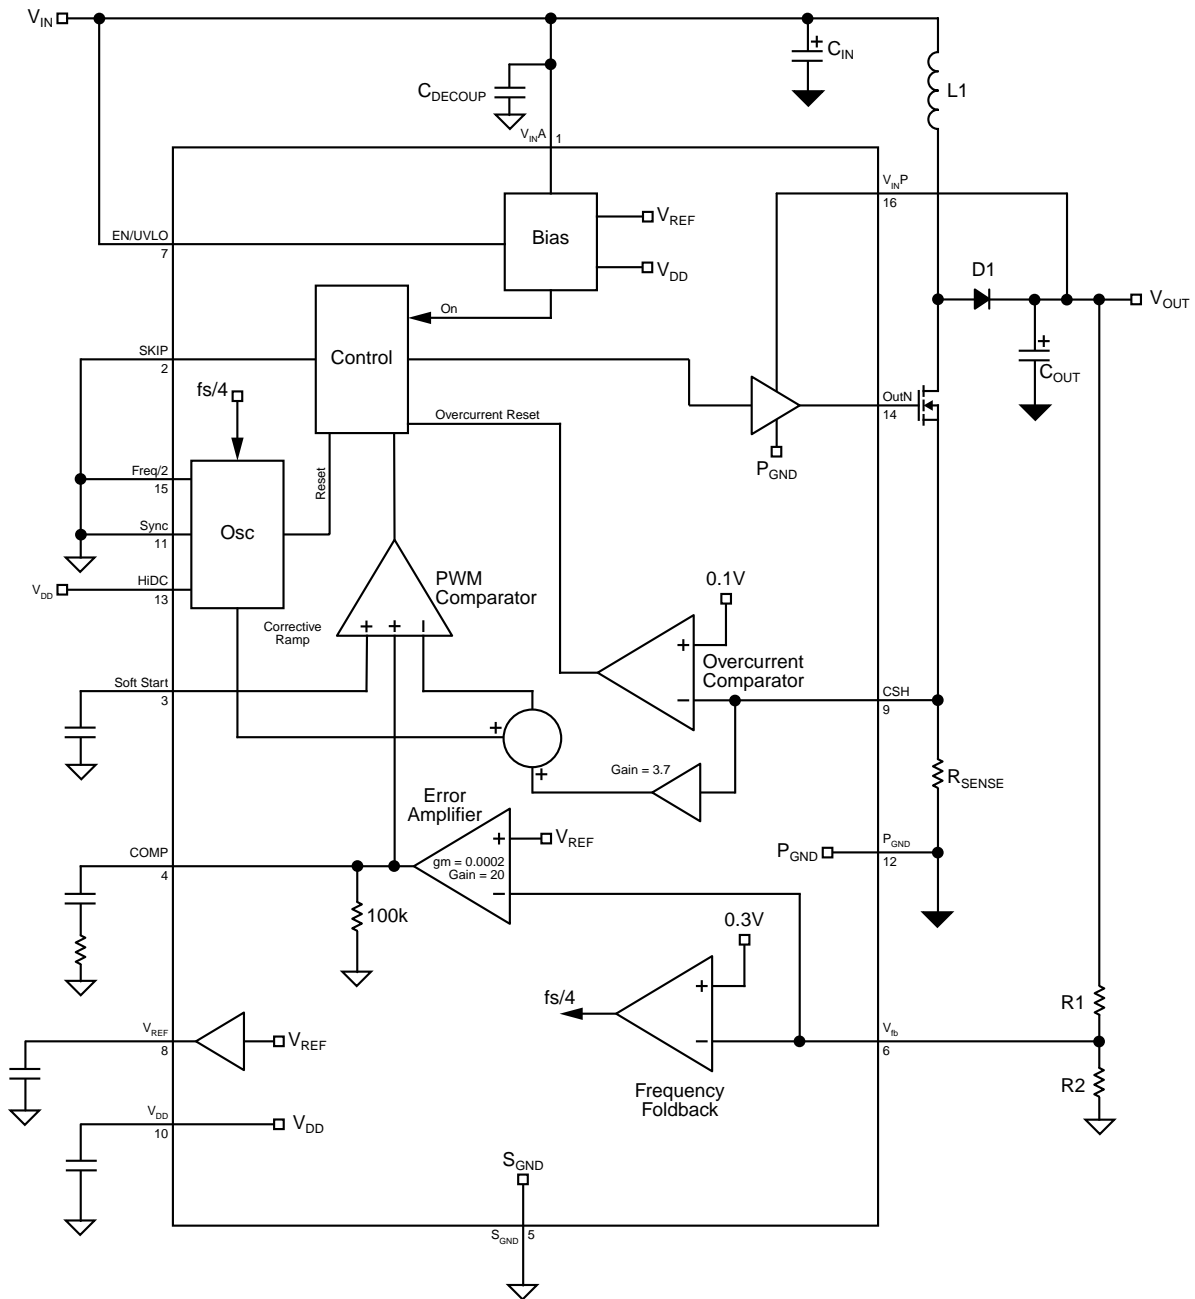 VIN
CIN
L1
CDECOUP
VINA
1
VINP
16
VREF
EN/UVLO
7
Bias
VDD
D1
VOUT
On
SKIP
2
Control
fs/4
COUT
Overcurrent Reset
OutN
14
PGND
Freq/2
15
Reset
Sync
11
Osc
HiDC
VDD
13
PWM
Comparator
0.1V
Corrective
Ramp
+ + −
+
Overcurrent
Comparator
Soft Start
3
−
CSH
9
+
+
Gain = 3.7
RSENSE
Error
Amplifier
+
VREF
COMP
4
gm = 0.0002
Gain = 20
−
PGND
PGND
12
100k
0.3V
+
fs/4
R1
VREF
8
VREF
−
Vfb
6
R2
Frequency
Foldback
VDD
10
VDD
SGND
SGND
5